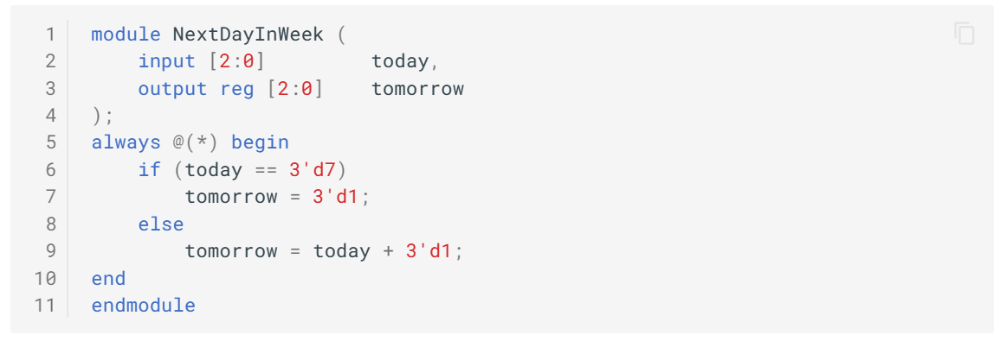 1 module NextDayInWeek (
2     input [2:0]         today,
3     output reg [2:0]    tomorrow
4 );
5 always @(*) begin
6     if (today == 3'd7)
7         tomorrow = 3'd1;
8     else
9         tomorrow = today + 3'd1;
10 end
11 endmodule